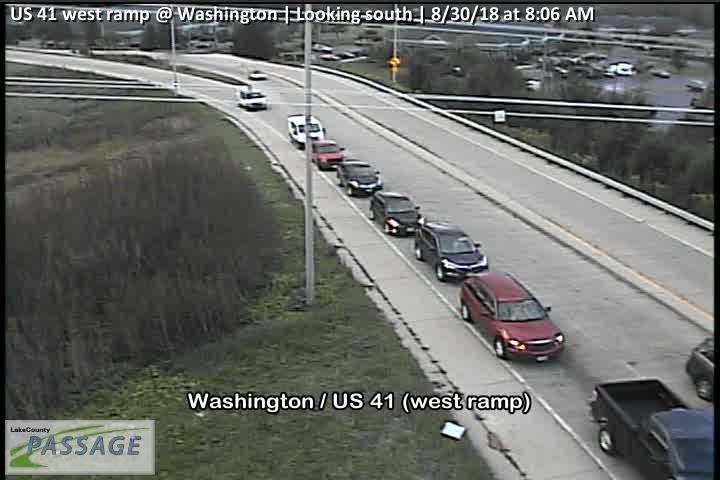 US 41 west ramp @ Washington | Looking south | 8/30/18 at 8:06 AM
Washington / US 41 (west ramp)
LakeCounty
PASSAGE